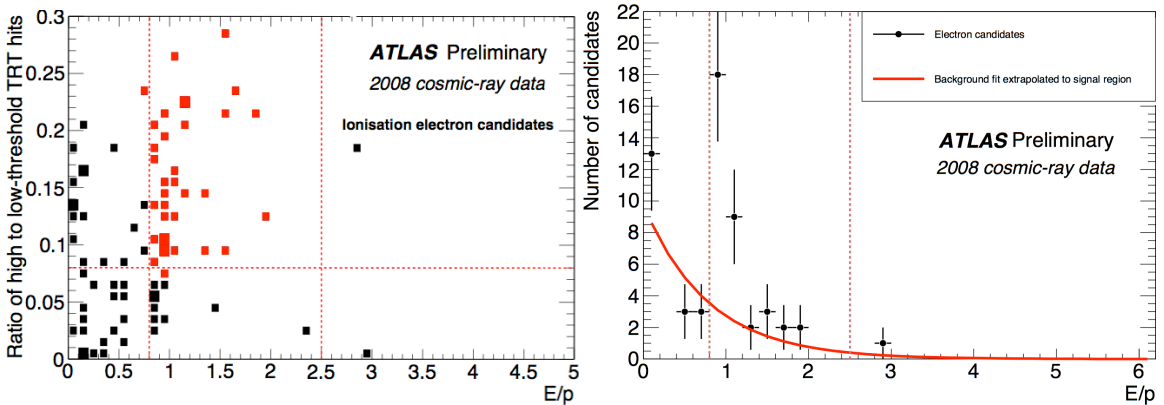 Ratio of high to low-threshold TRT hits
0.3
0.25
0.2
0.15
0.1
0.05
0
ATLAS Preliminary
2008 cosmic-ray data
Ionisation electron candidates
0 0.5 1 1.5 2 2.5 3 3.5 4 4.5 5
E/p
Number of candidates
22
20
18
16
14
12
10
8
6
4
2
0
Electron candidates
Background fit extrapolated to signal region
ATLAS Preliminary
2008 cosmic-ray data
0 1 2 3 4 5 6
E/p